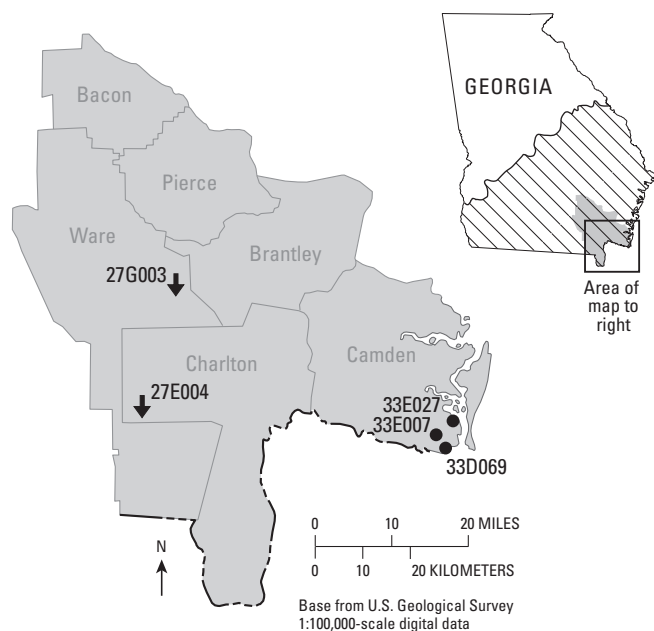 Bacon
Pierce
Ware
Brantley
27G003
Charlton
Camden
27E004
33E027
33E007
33D069
GEORGIA
Area of
map to
right
0 10 20 MILES
0 10 20 KILOMETERS
N
Base from U.S. Geological Survey
1:100,000-scale digital data